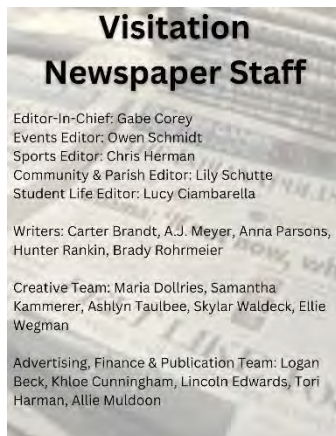 Visitation
Newspaper Staff
Editor-In-Chief: Gabe Corey
Events Editor: Owen Schmidt
Sports Editor: Chris Herman
Community & Parish Editor: Lily Schutte
Student Life Editor: Lucy Ciambarella
Writers: Carter Brandt, A.J. Meyer, Anna Parsons,
Hunter Rankin, Brady Rohrmeier
Creative Team: Maria Dollries, Samantha
Kammerer, Ashlyn Taulbee, Skylar Waldeck, Ellie
Wegman
Advertising, Finance & Publication Team: Logan
Beck, Khloe Cunningham, Lincoln Edwards, Tori
Harman, Allie Muldoon